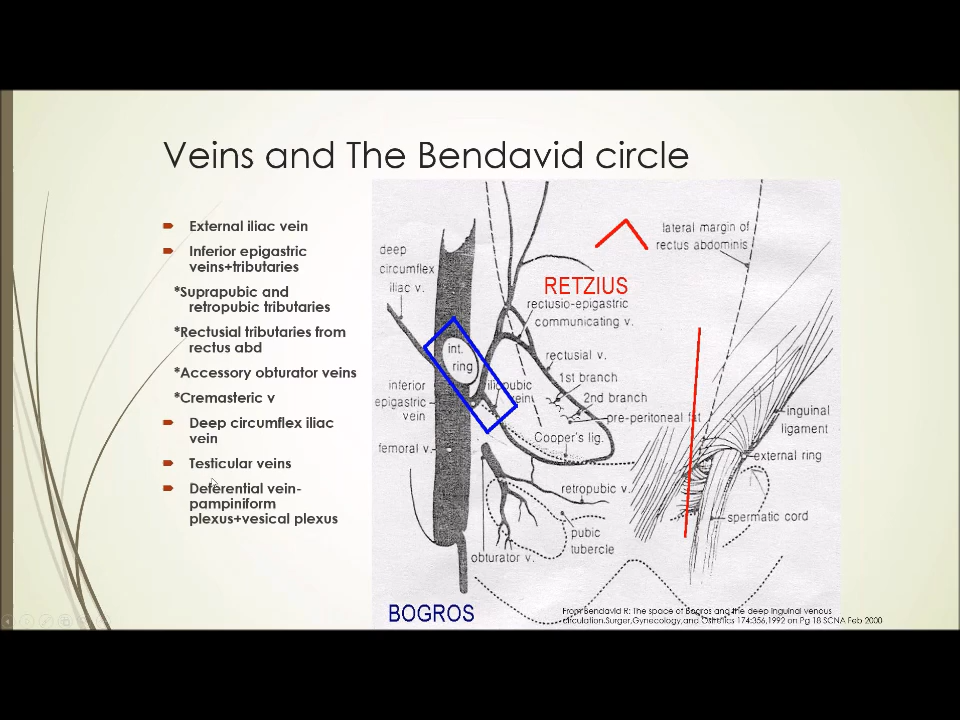 Veins and The Bendavid circle
External iliac vein
Inferior epigastric
veins+tributaries
*Suprapubic and
retropubic tributaries
*Rectusial tributaries from
rectus abd
*Accessory obturator veins
*Cremasteric v
Deep circumflex iliac
vein
Testicular veins
Deferential vein-
pampiniform
plexus+vesical plexus
lateral margin of
rectus abdominis
deep
circumflex
iliac v.
RETZIUS
rectusio-epigastric
communicating v.
int.
ring
rectusial v.
1st branch
2nd branch
inferior
epigastric
vein
iliopubic
vein
pre-peritoneal fat
inguinal
ligament
Cooper's lig.
femoral v.
external ring
retropubic v.
spermatic cord
pubic
tubercle
obturator v.
BOGROS
From Bendavid R: The space of Bogros and the deep inguinal venous
circulation.Surger,Gynecology,and 174:356,1992 on Pg 18 SCNA Feb 2000